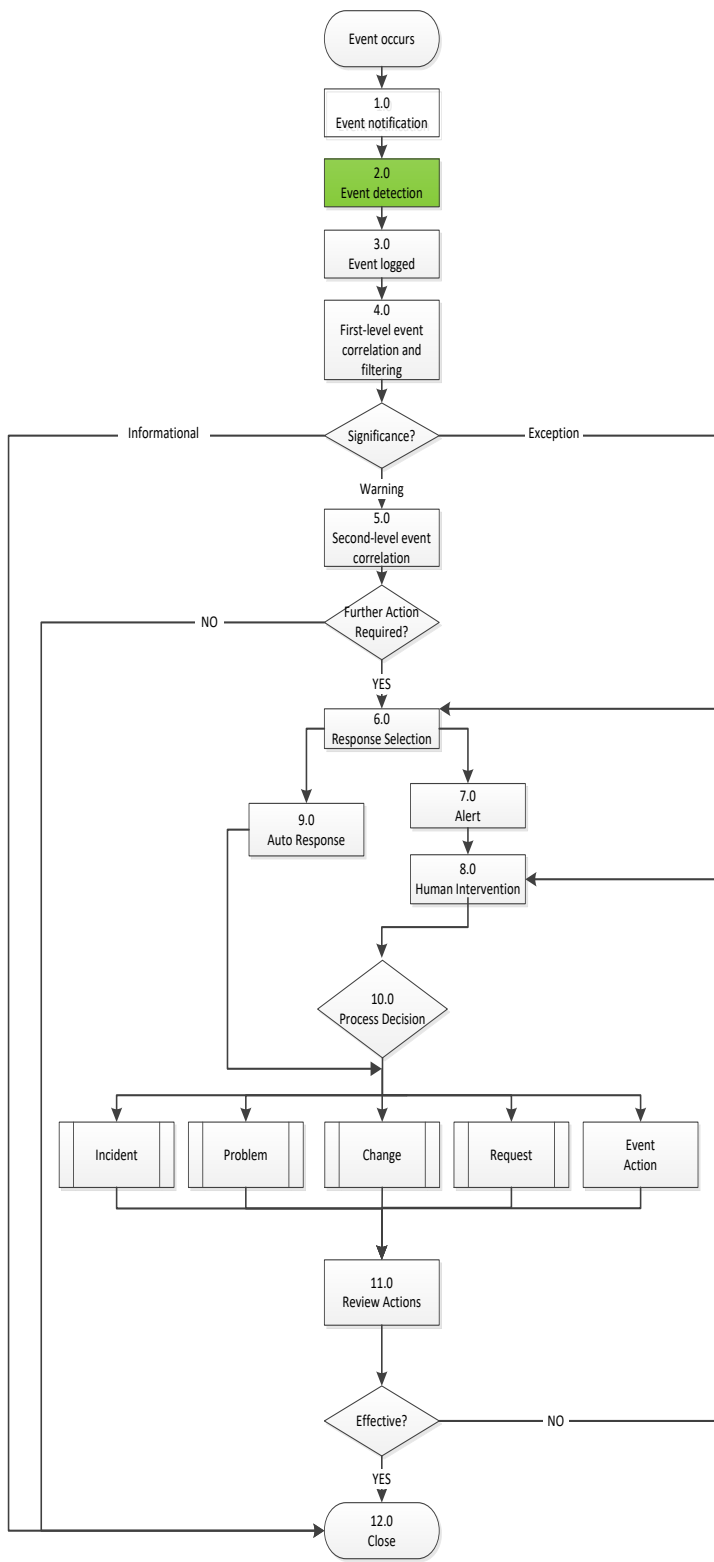 Event occurs
1.0
Event notification
2.0
Event detection
3.0
Event logged
4.0
First-level event
correlation and
filtering
Informational
Significance?
Exception
Warning
5.0
Second-level event
correlation
NO
Further Action
Required?
YES
6.0
Response Selection
7.0
Alert
9.0
Auto Response
8.0
Human Intervention
10.0
Process Decision
Incident
Problem
Change
Request
Event
Action
11.0
Review Actions
Effective?
NO
YES
12.0
Close